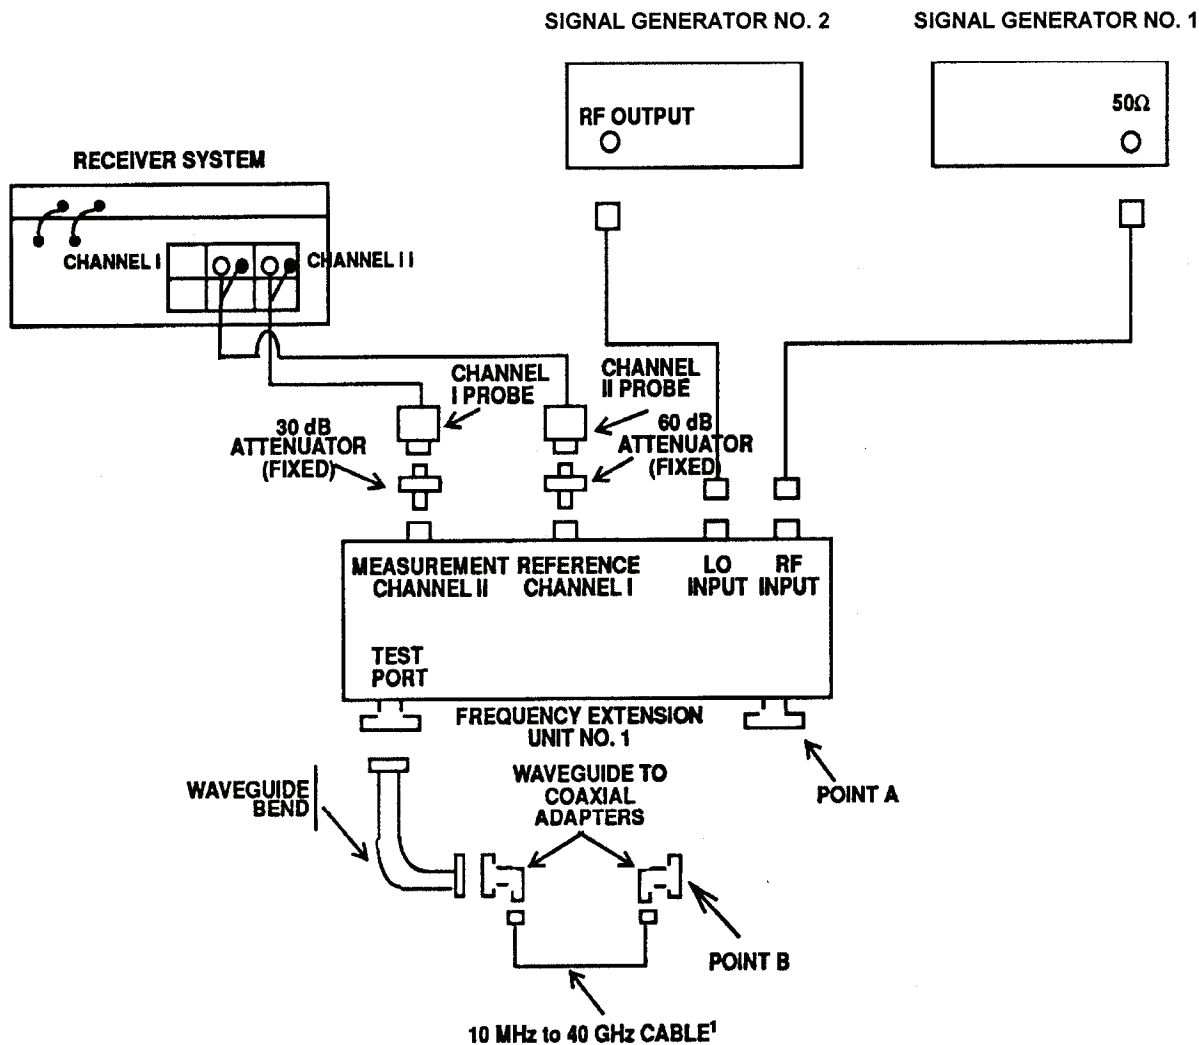 SIGNAL GENERATOR NO. 2
SIGNAL GENERATOR NO. 1
RF OUTPUT
50Ω
RECEIVER SYSTEM
CHANNEL I
CHANNEL II
CHANNEL
I PROBE
CHANNEL
II PROBE
30 dB
ATTENUATOR
(FIXED)
60 dB
ATTENUATOR
(FIXED)
MEASUREMENT
CHANNEL II
REFERENCE
CHANNEL I
LO
INPUT
RF
INPUT
TEST
PORT
FREQUENCY EXTENSION
UNIT NO. 1
WAVEGUIDE
BEND
WAVEGUIDE TO
COAXIAL
ADAPTERS
POINT A
POINT B
10 MHz to 40 GHz CABLE¹